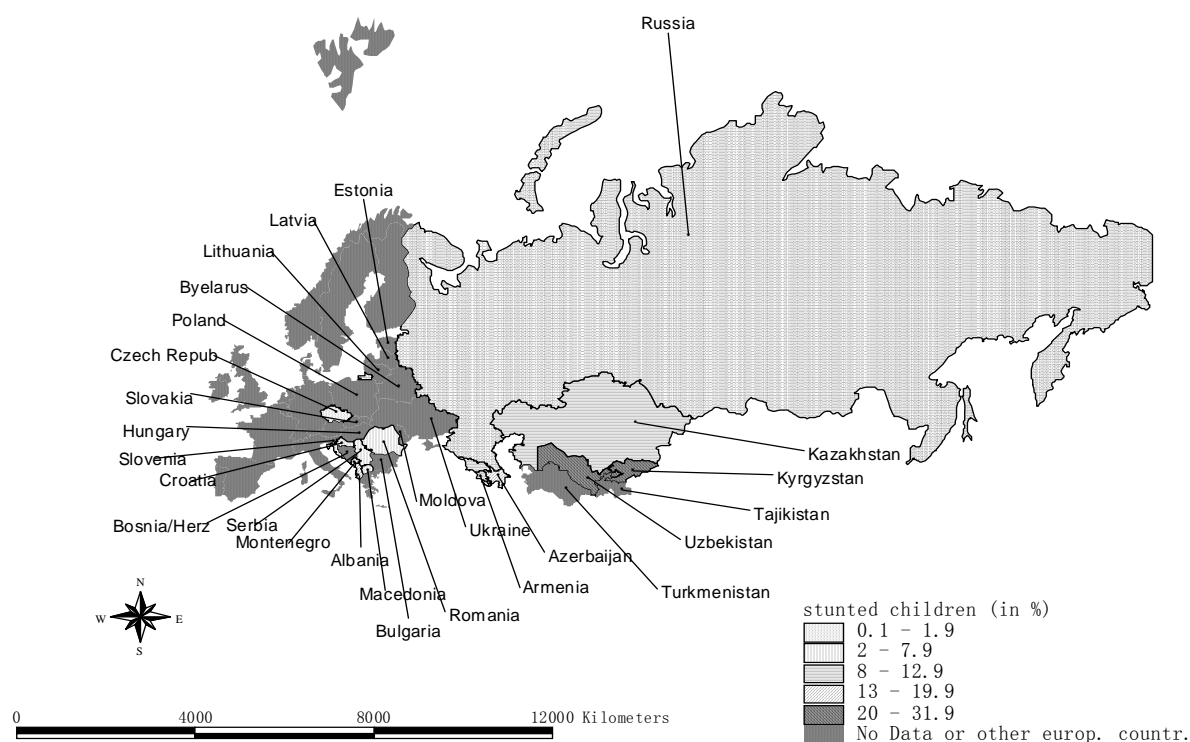 Russia
Estonia
Latvia
Lithuania
Byelarus
Poland
Czech Repub
Slovakia
Hungary
Slovenia
Croatia
Bosnia/Herz
Serbia
Montenegro
Albania
Macedonia
Bulgaria
Romania
Moldova
Ukraine
Azerbaijan
Armenia
Kazakhstan
Kyrgyzstan
Tajikistan
Uzbekistan
Turkmenistan
N
W E
S
0 4000 8000 12000 Kilometers
stunted children (in %)
0.1 - 1.9
2 - 7.9
8 - 12.9
13 - 19.9
20 - 31.9
No Data or other europ. countr.